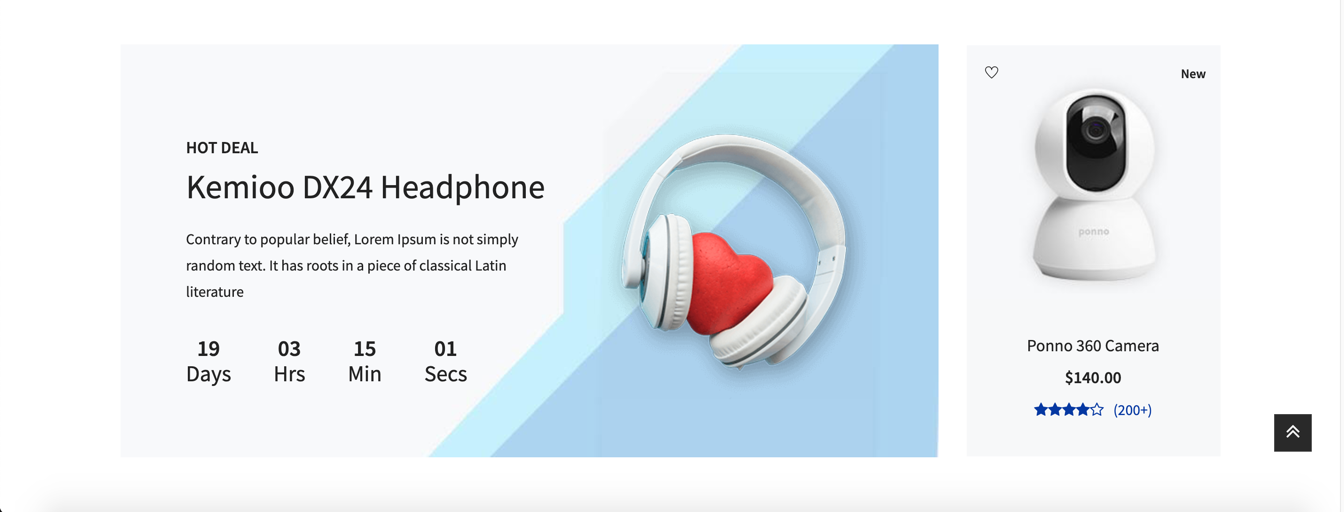 HOT DEAL
Kemioo DX24 Headphone
Contrary to popular belief, Lorem Ipsum is not simply
random text. It has roots in a piece of classical Latin
literature
19 03 15 01
Days Hrs Min Secs
New
ponno
Ponno 360 Camera
$140.00
(200+)